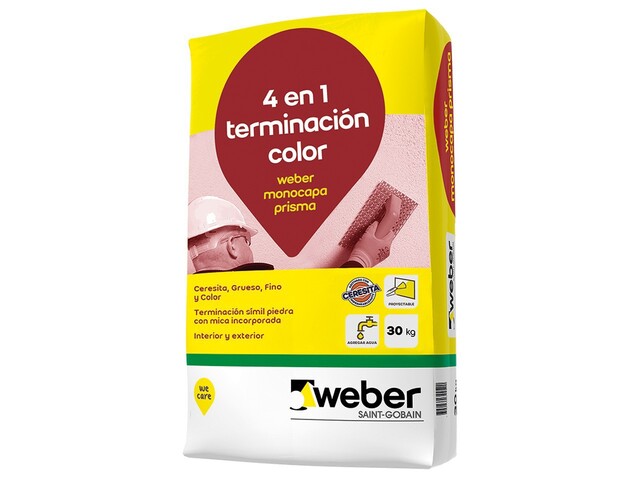 4 en 1
terminación
color
weber
monocapa
prisma
weber
monocapa prisma
Ceresita, Grueso, Fino
y Color
Terminación símil piedra
con mica incorporada
Interior y exterior
CERESITA
PROYECTABLE
AGREGAR AGUA
30 kg
we
care
weber
SAINT-GOBAIN
weber